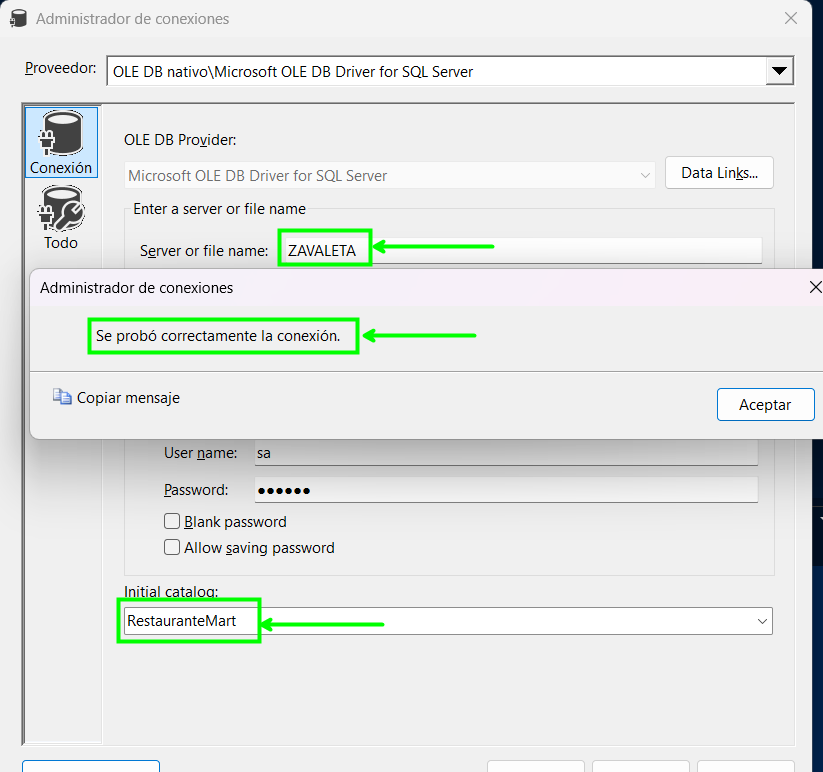 Administrador de conexiones
Proveedor: OLE DB nativo\Microsoft OLE DB Driver for SQL Server
Conexión
Todo
OLE DB Provider:
Microsoft OLE DB Driver for SQL Server
Data Links...
Enter a server or file name
Server or file name: ZAVALETA
Administrador de conexiones
Se probó correctamente la conexión.
Copiar mensaje
Aceptar
User name: sa
Password: ●●●●●●
Blank password
Allow saving password
Initial catalog:
RestauranteMart